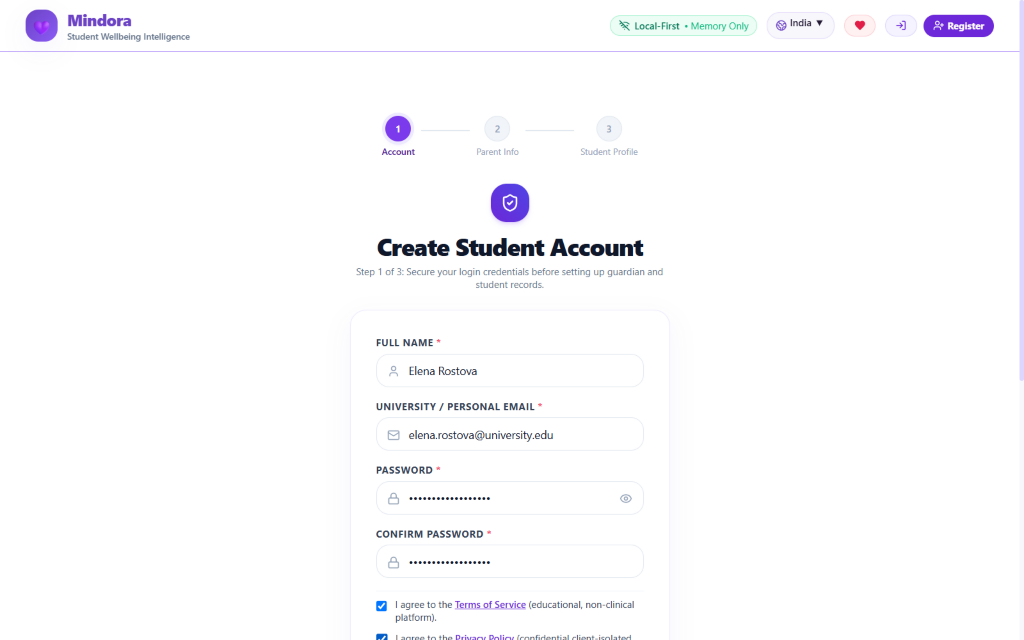 Mindora
Student Wellbeing Intelligence
Local-First • Memory Only
India ▼
Register
1
Account
2
Parent Info
3
Student Profile
Create Student Account
Step 1 of 3: Secure your login credentials before setting up guardian and
student records.
FULL NAME *
Elena Rostova
UNIVERSITY / PERSONAL EMAIL *
elena.rostova@university.edu
PASSWORD *
••••••••••••••••••
CONFIRM PASSWORD *
••••••••••••••••••
I agree to the Terms of Service (educational, non-clinical
platform).
I agree to the Privacy Policy (confidential client-isolated